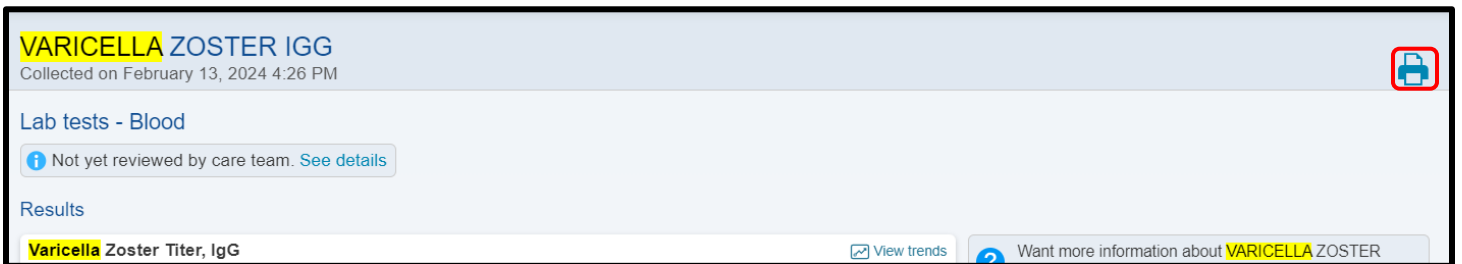 VARICELLA ZOSTER IGG
Collected on February 13, 2024 4:26 PM
Lab tests - Blood
Not yet reviewed by care team. See details
Results
Varicella Zoster Titer, IgG
View trends
Want more information about VARICELLA ZOSTER